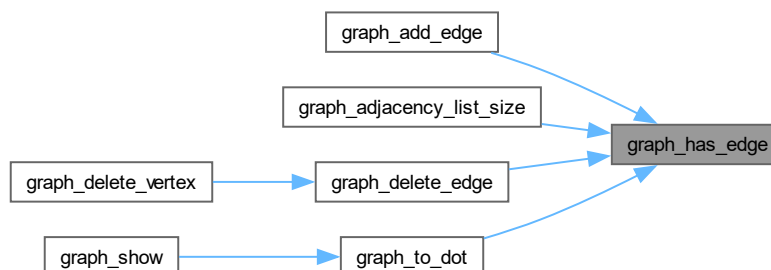 graph_add_edge
graph_adjacency_list_size
graph_has_edge
graph_delete_vertex
graph_delete_edge
graph_show
graph_to_dot